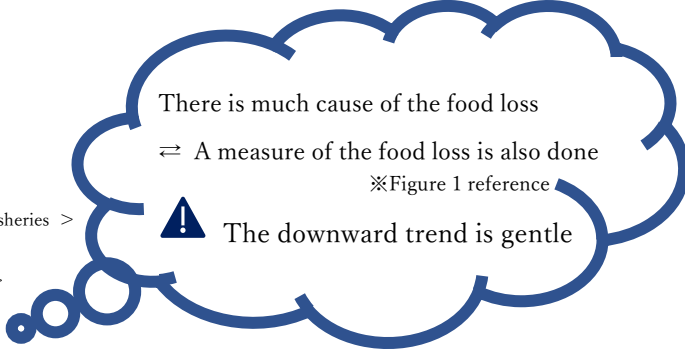 There is much cause of the food loss
⇄ A measure of the food loss is also done
※Figure 1 reference
sheries >
The downward trend is gentle